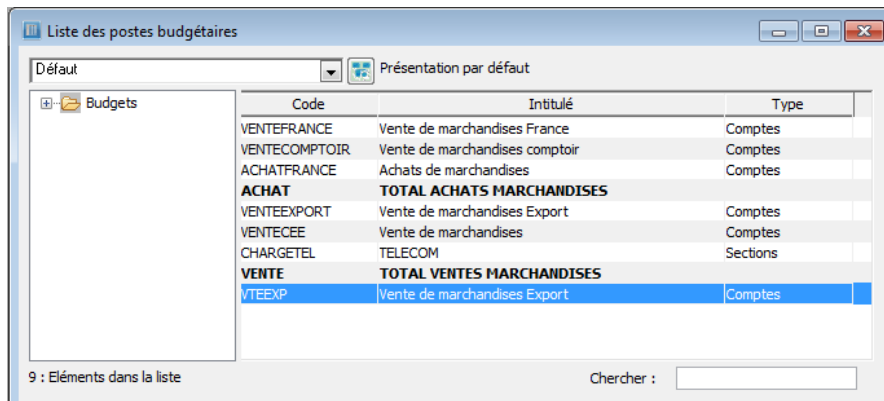 Liste des postes budgétaires
Défaut Présentation par défaut
Budgets
Code Intitulé Type
VENTEFRANCE Vente de marchandises France Comptes
VENTECOMPTOIR Vente de marchandises comptoir Comptes
ACHATFRANCE Achats de marchandises Comptes
ACHAT TOTAL ACHATS MARCHANDISES
VENTEEXPORT Vente de marchandises Export Comptes
VENTECEE Vente de marchandises Comptes
CHARGETEL TELECOM Sections
VENTE TOTAL VENTES MARCHANDISES
VTEEXP Vente de marchandises Export Comptes
9 : Eléments dans la liste Chercher :